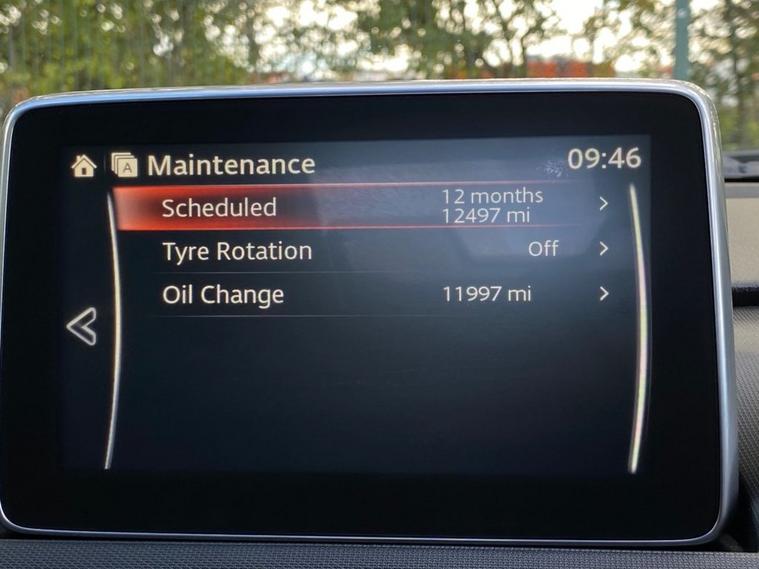 A Maintenance 09:46
Scheduled 12 months
12497 mi
Tyre Rotation Off
Oil Change 11997 mi